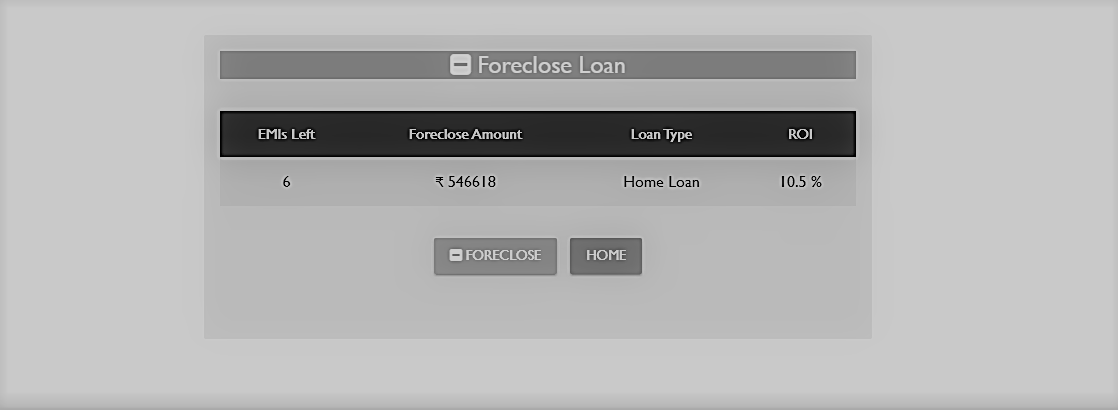 Foreclose Loan
EMIs Left Foreclose Amount Loan Type ROI
6 ₹ 546618 Home Loan 10.5 %
FORECLOSE HOME